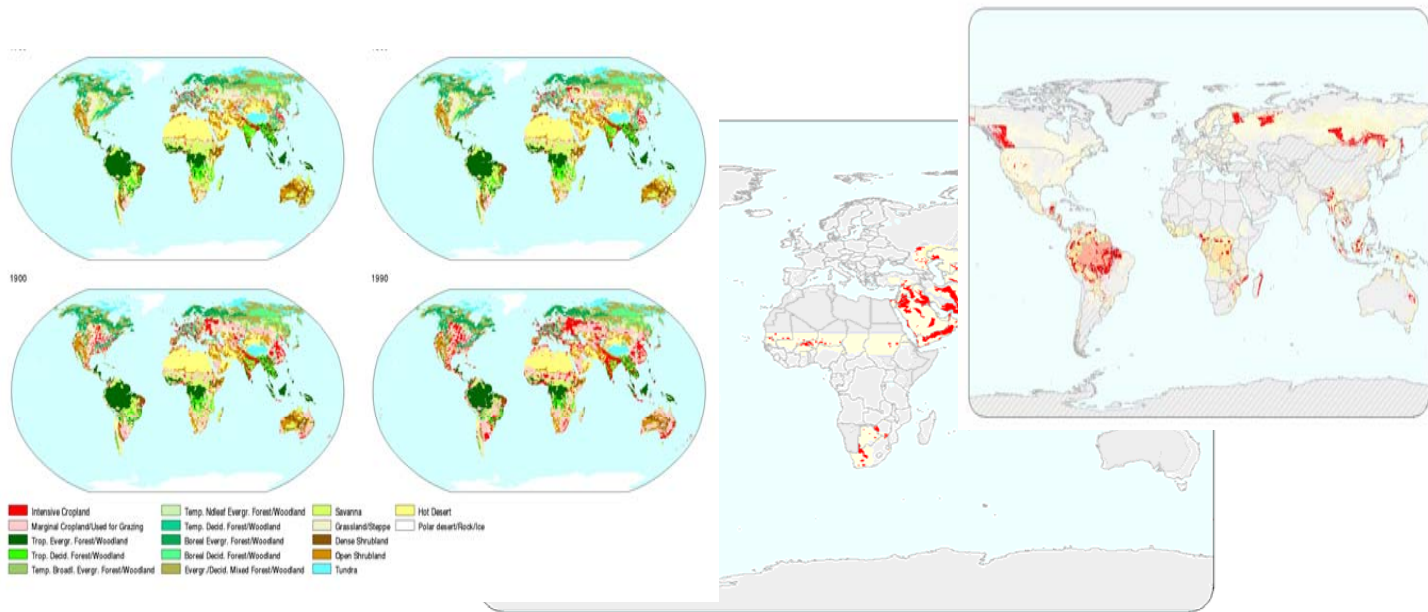 1900
1990
Intensive Cropland
Marginal Cropland/Used for Grazing
Trop. Evergr. Forest/Woodland
Trop. Decid. Forest/Woodland
Temp. Broadl. Evergr. Forest/Woodland
Temp. Ndleaf Evergr. Forest/Woodland
Temp. Decid. Forest/Woodland
Boreal Evergr. Forest/Woodland
Boreal Decid. Forest/Woodland
Evergr./Decid. Mixed Forest/Woodland
Savanna
Grassland/Steppe
Dense Shrubland
Open Shrubland
Tundra
Hot Desert
Polar desert/Rock/Ice